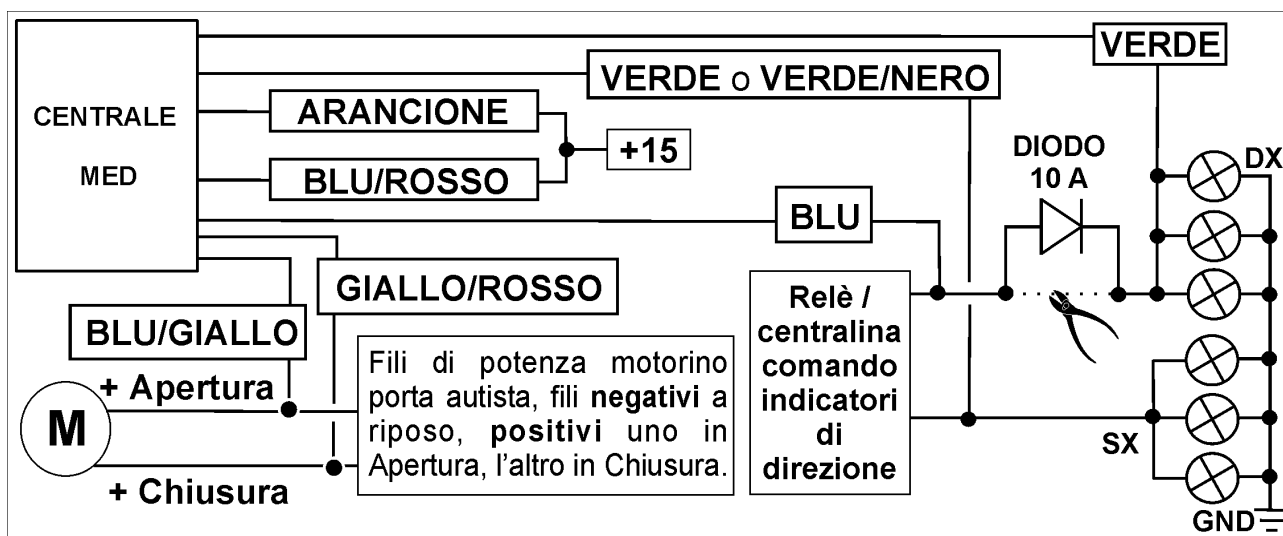 VERDE
VERDE o VERDE/NERO
CENTRALE
MED
ARANCIONE
+15
BLU/ROSSO
DIODO
10 A
DX
BLU
GIALLO/ROSSO
BLU/GIALLO
+ Apertura
M
+ Chiusura
Fili di potenza motorino
porta autista, fili negativi a
riposo, positivi uno in
Apertura, l'altro in Chiusura.
Relè /
centralina
comando
indicatori
di
direzione
SX
GND